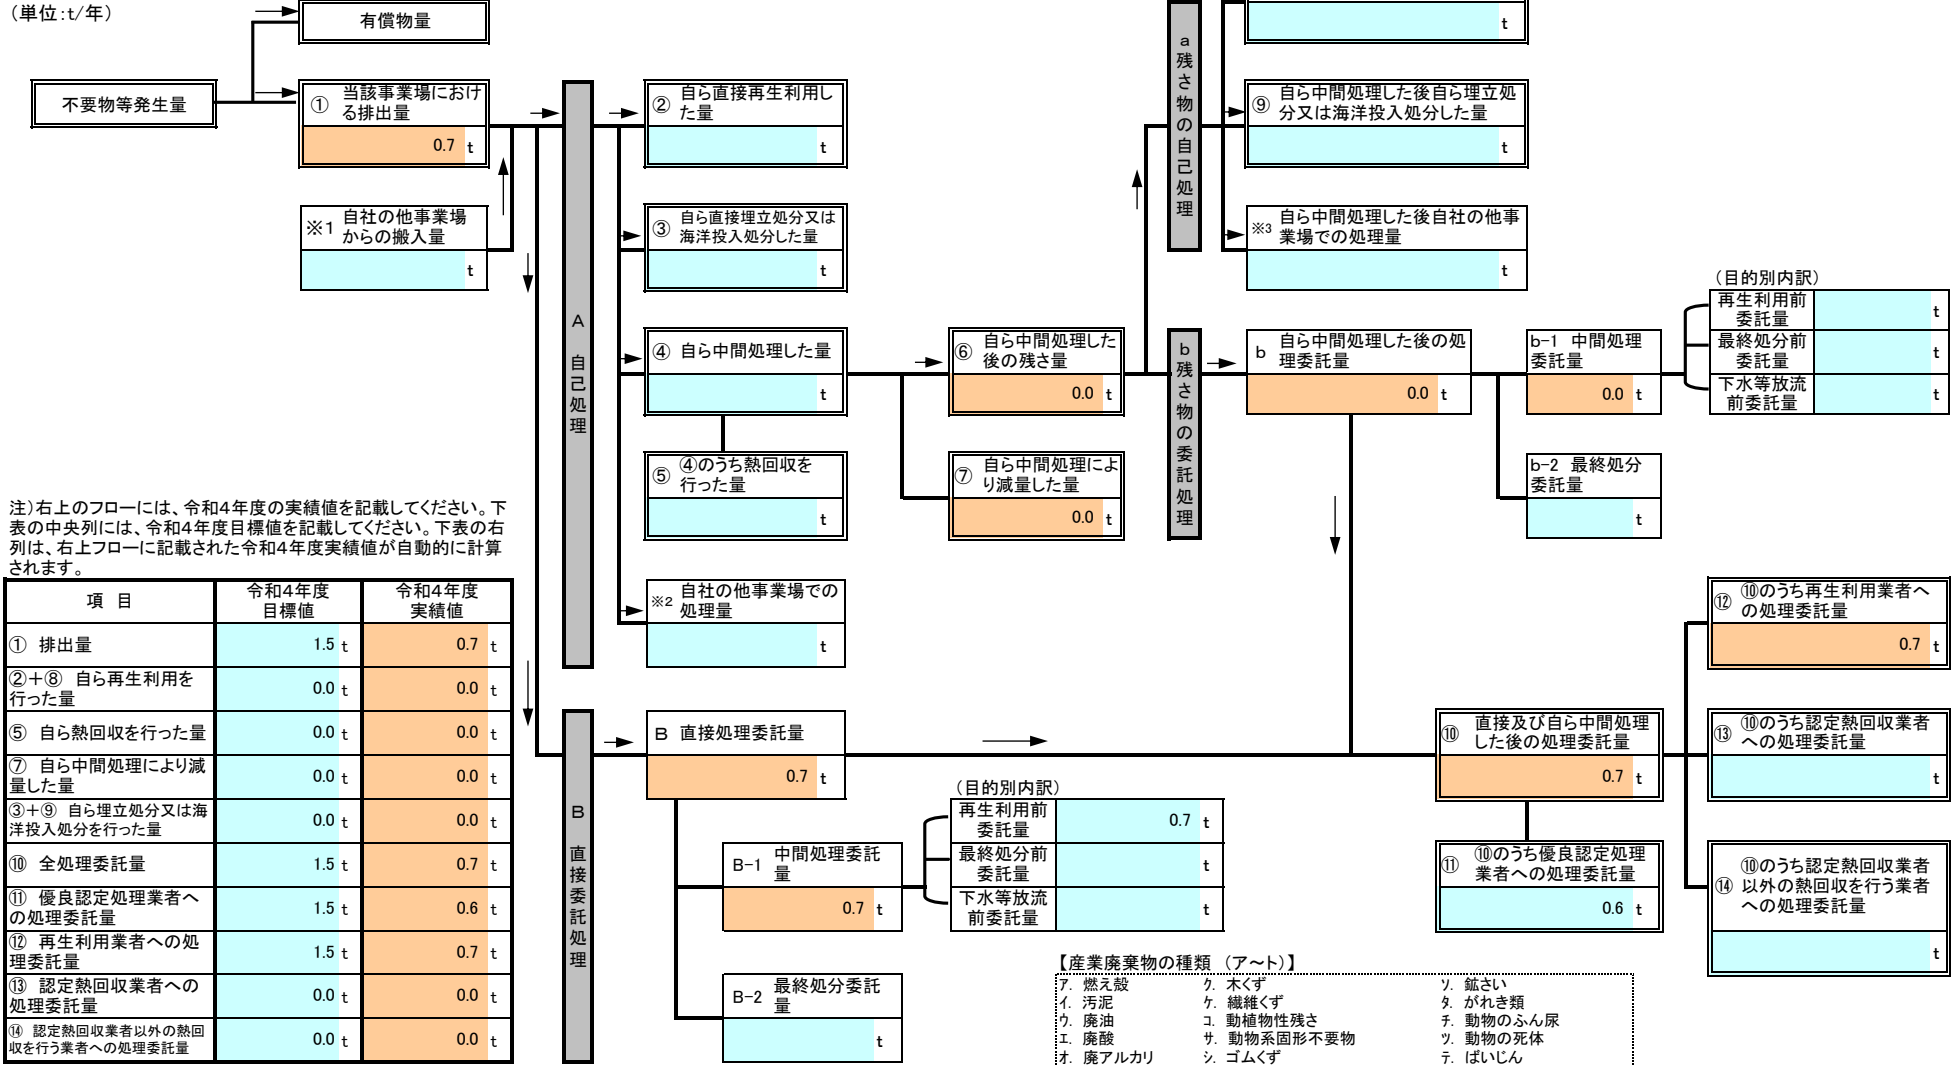 （単位：t/年）
有償物量
不要物等発生量
① 当該事業場におけ
る排出量
0.7 t
※1 自社の他事業場
からの搬入量
t
A 自己処理
② 自ら直接再生利用し
た量
t
③ 自ら直接埋立処分又は
海洋投入処分した量
t
④ 自ら中間処理した量
t
⑤ ④のうち熱回収を
行った量
t
※2 自社の他事業場での
処理量
t
⑥ 自ら中間処理した
後の残さ量
0.0 t
⑦ 自ら中間処理によ
り減量した量
0.0 t
a 残さ物の自己処理
t
⑨ 自ら中間処理した後自ら埋立処
分又は海洋投入処分した量
t
※3 自ら中間処理した後自社の他事
業場での処理量
t
b 残さ物の委託処理
b 自ら中間処理した後の処
理委託量
0.0 t
b-1 中間処理
委託量
0.0 t
b-2 最終処分
委託量
t
（目的別内訳）
再生利用前
委託量
t
最終処分前
委託量
t
下水等放流
前委託量
t
注）右上のフローには、令和4年度の実績値を記載してください。下
表の中央列には、令和4年度目標値を記載してください。下表の右
列は、右上フローに記載された令和4年度実績値が自動的に計算
されます。
項 目 令和4年度
目標値 令和4年度
実績値
① 排出量 1.5 t 0.7 t
②+⑧ 自ら再生利用を
行った量 0.0 t 0.0 t
⑤ 自ら熱回収を行った量 0.0 t 0.0 t
⑦ 自ら中間処理により減
量した量 0.0 t 0.0 t
③+⑨ 自ら埋立処分又は海
洋投入処分を行った量 0.0 t 0.0 t
⑩ 全処理委託量 1.5 t 0.7 t
⑪ 優良認定処理業者へ
の処理委託量 1.5 t 0.6 t
⑫ 再生利用業者への処
理委託量 1.5 t 0.7 t
⑬ 認定熱回収業者への
処理委託量 0.0 t 0.0 t
⑭ 認定熱回収業者以外の熱回
収を行う業者への処理委託量 0.0 t 0.0 t
B 直接委託処理
B 直接処理委託量
0.7 t
B-1 中間処理委託
量
0.7 t
B-2 最終処分委託
量
t
（目的別内訳）
再生利用前
委託量
0.7 t
最終処分前
委託量
t
下水等放流
前委託量
t
⑩ 直接及び自ら中間処理
した後の処理委託量
0.7 t
⑪ ⑩のうち優良認定処理
業者への処理委託量
0.6 t
⑫ ⑩のうち再生利用業者へ
の処理委託量
0.7 t
⑬ ⑩のうち認定熱回収業者
への処理委託量
t
⑭ ⑩のうち認定熱回収業者
以外の熱回収を行う業者
への処理委託量
t
【産業廃棄物の種類 （ア～ト）】
ア. 燃え殻 ク. 木くず ソ. 鉱さい
イ. 汚泥 ケ. 繊維くず タ. がれき類
ウ. 廃油 コ. 動植物性残さ チ. 動物のふん尿
エ. 廃酸 サ. 動物系固形不要物 ツ. 動物の死体
オ. 廃アルカリ シ. ゴムくず テ. ばいじん